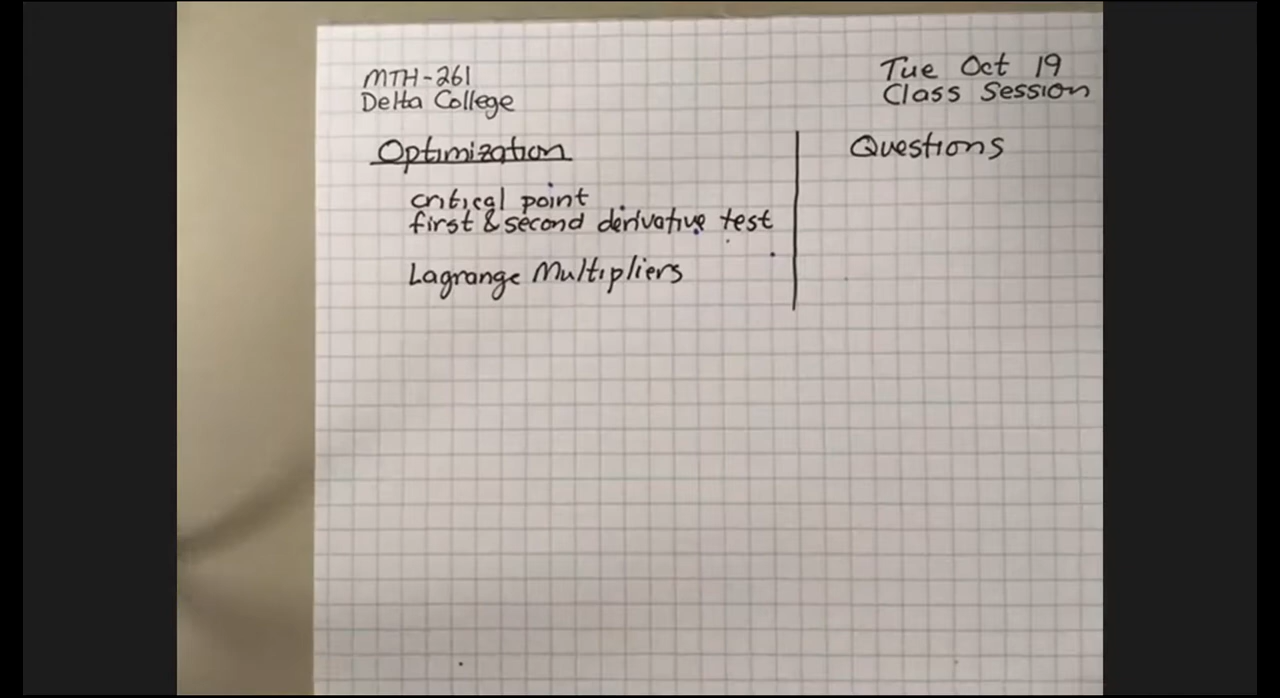 MTH-261
Delta College
Tue Oct 19
Class Session
Optimization
critical point
first & second derivative test
Lagrange Multipliers
Questions